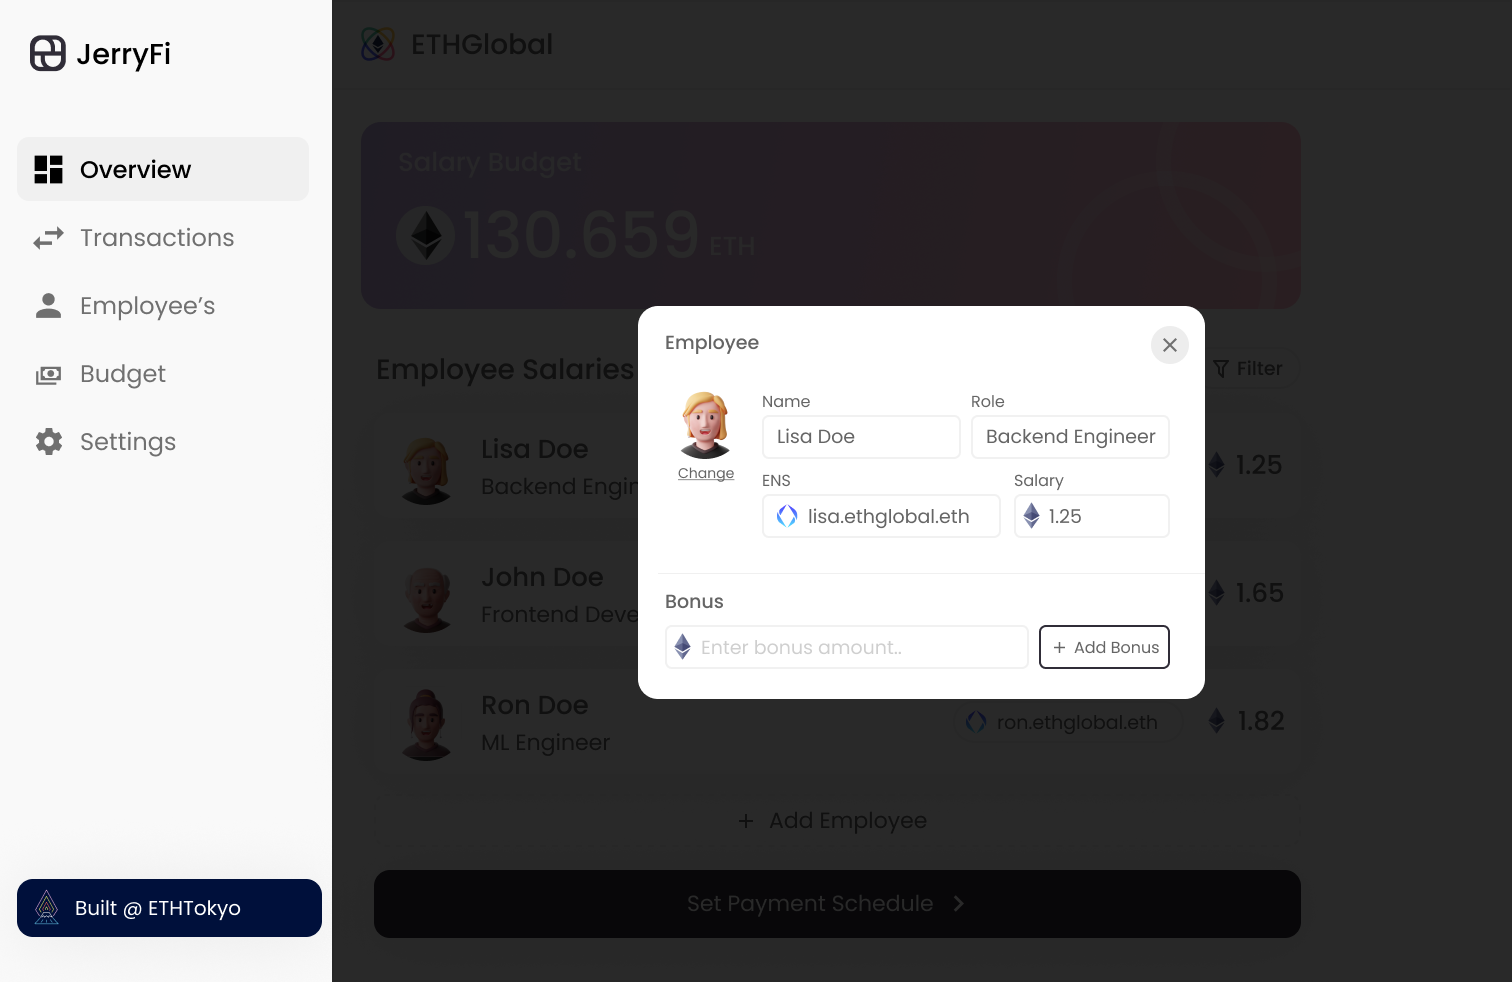 JerryFi
Overview
Transactions
Employee’s
Budget
Settings
Built @ ETHTokyo
ETHGlobal
Salary Budget
130.659 ETH
Employee Salaries
Filter
Lisa Doe
Backend Engin
1.25
John Doe
Frontend Deve
1.65
Ron Doe
ML Engineer
ron.ethglobal.eth
1.82
+ Add Employee
Set Payment Schedule
Employee
Change
Name
Lisa Doe
Role
Backend Engineer
ENS
lisa.ethglobal.eth
Salary
1.25
Bonus
Enter bonus amount..
+ Add Bonus